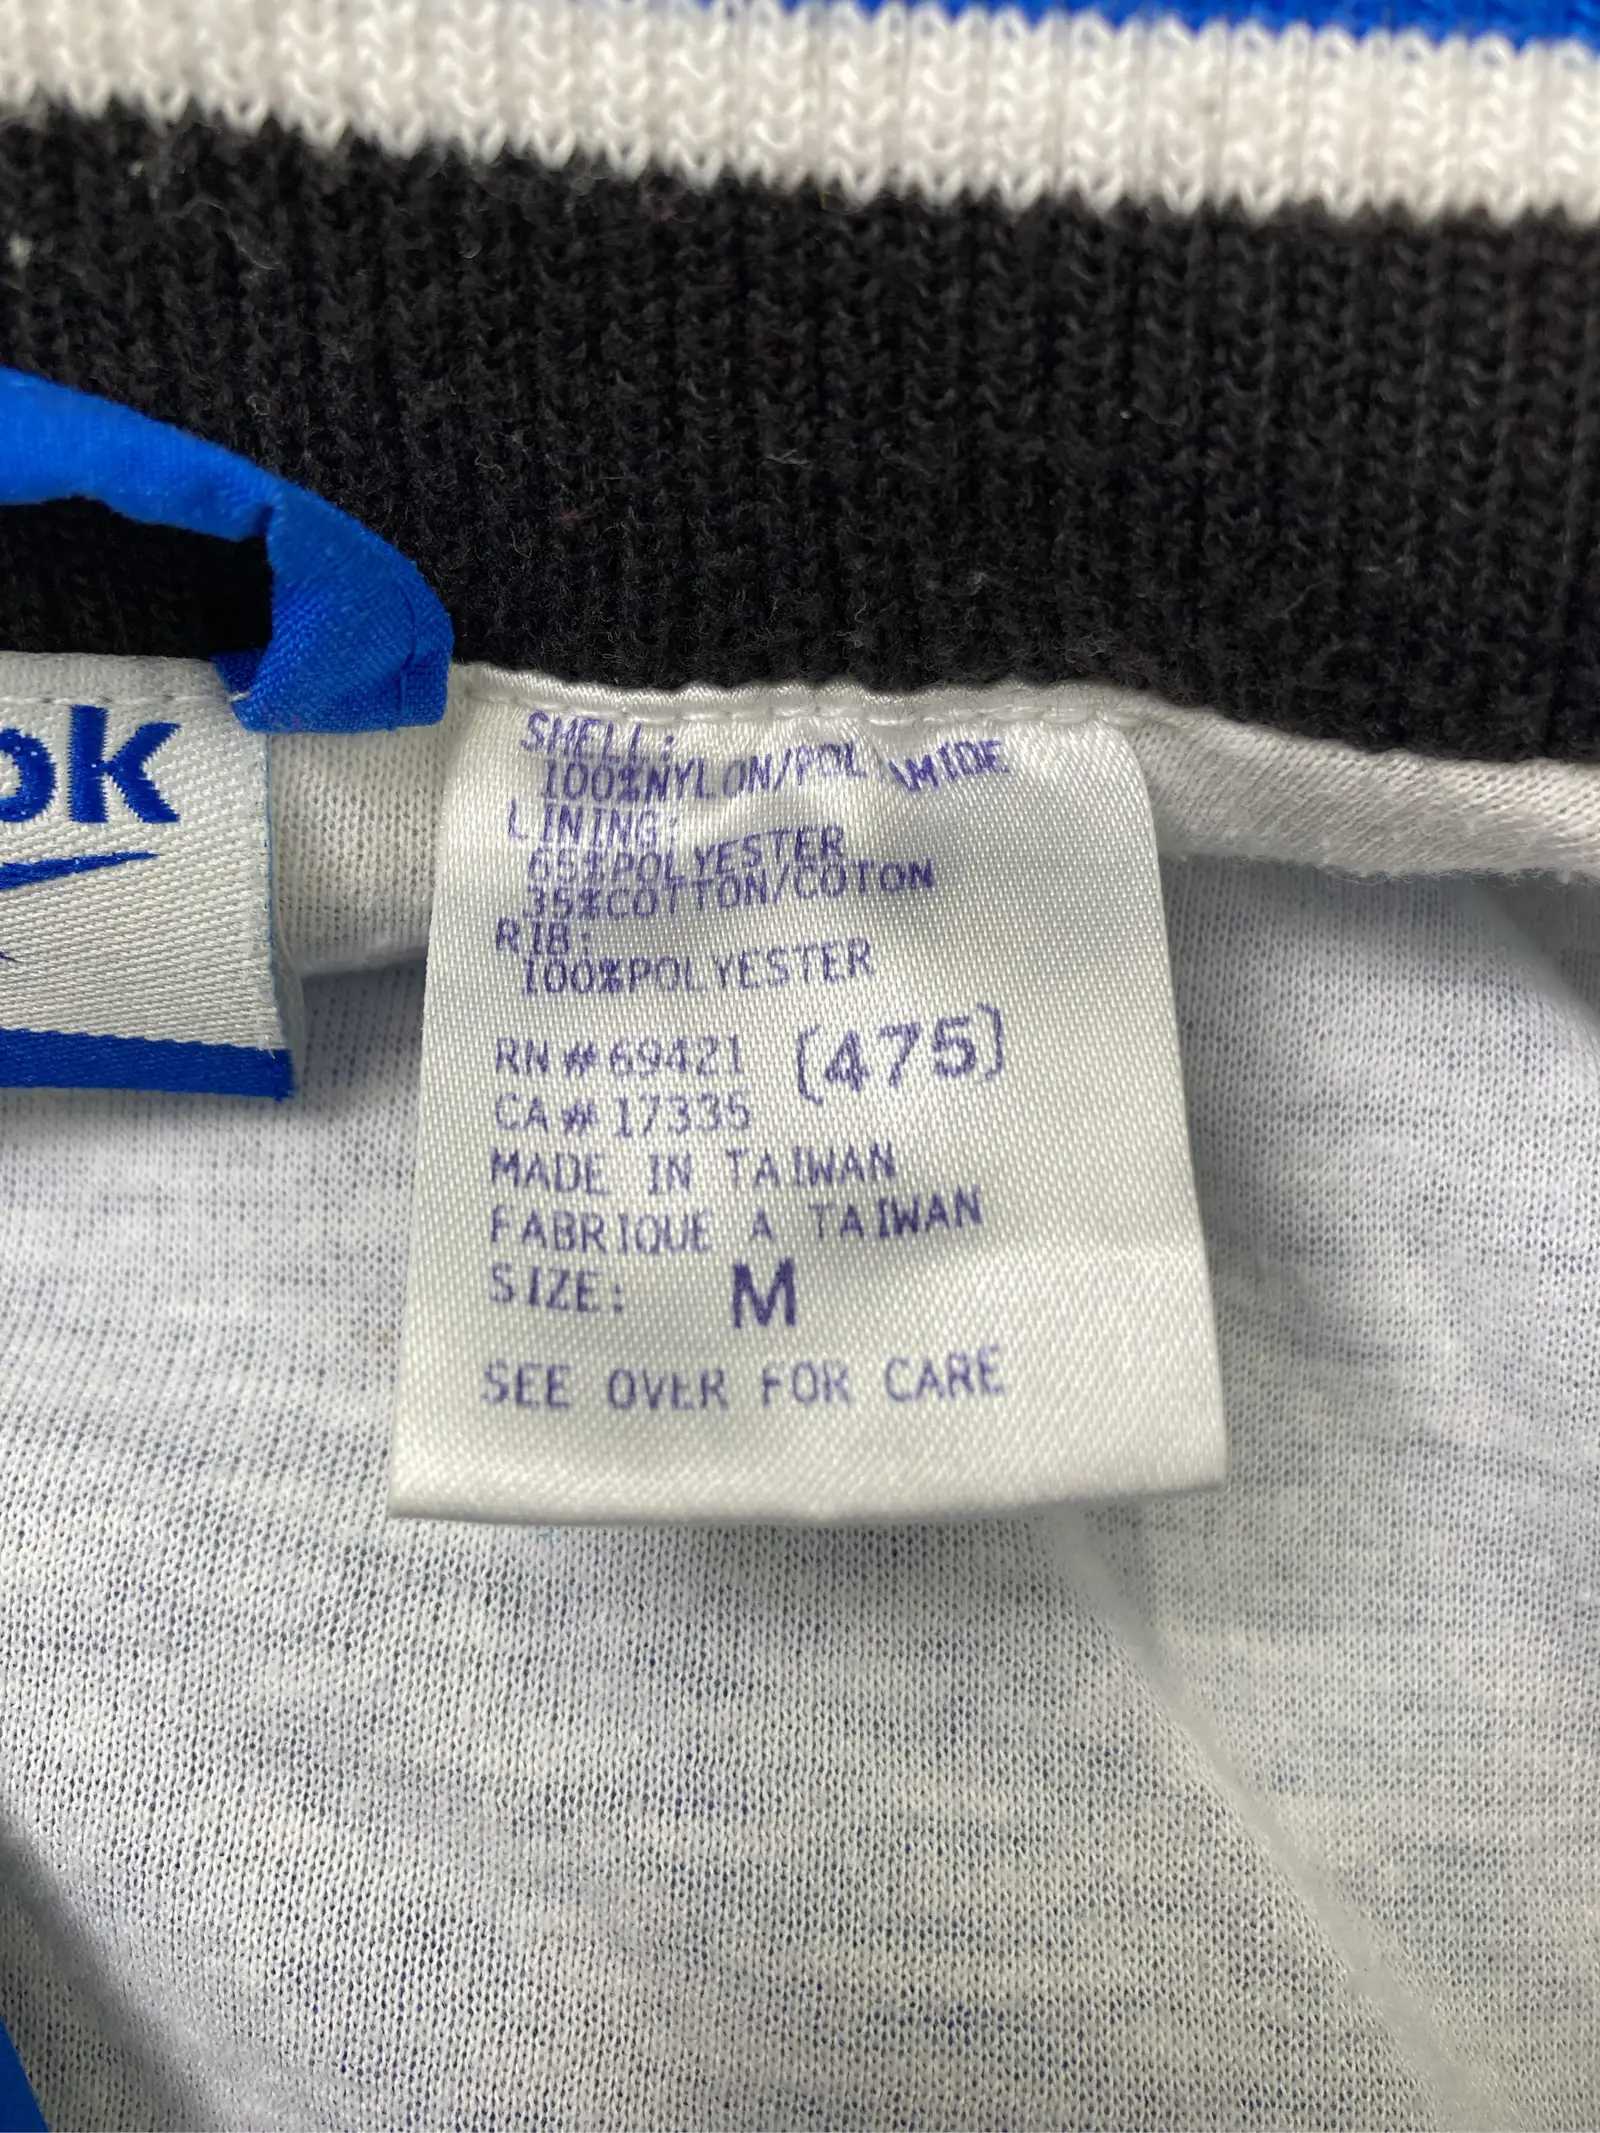 ok
SHELL:
100%NYLON/POLYAMIDE
LINING:
65%POLYESTER
35%COTTON/COTON
RIB:
100%POLYESTER
RN#69421 [475]
CA#17335
MADE IN TAIWAN
FABRIQUE A TAIWAN
SIZE: M
SEE OVER FOR CARE